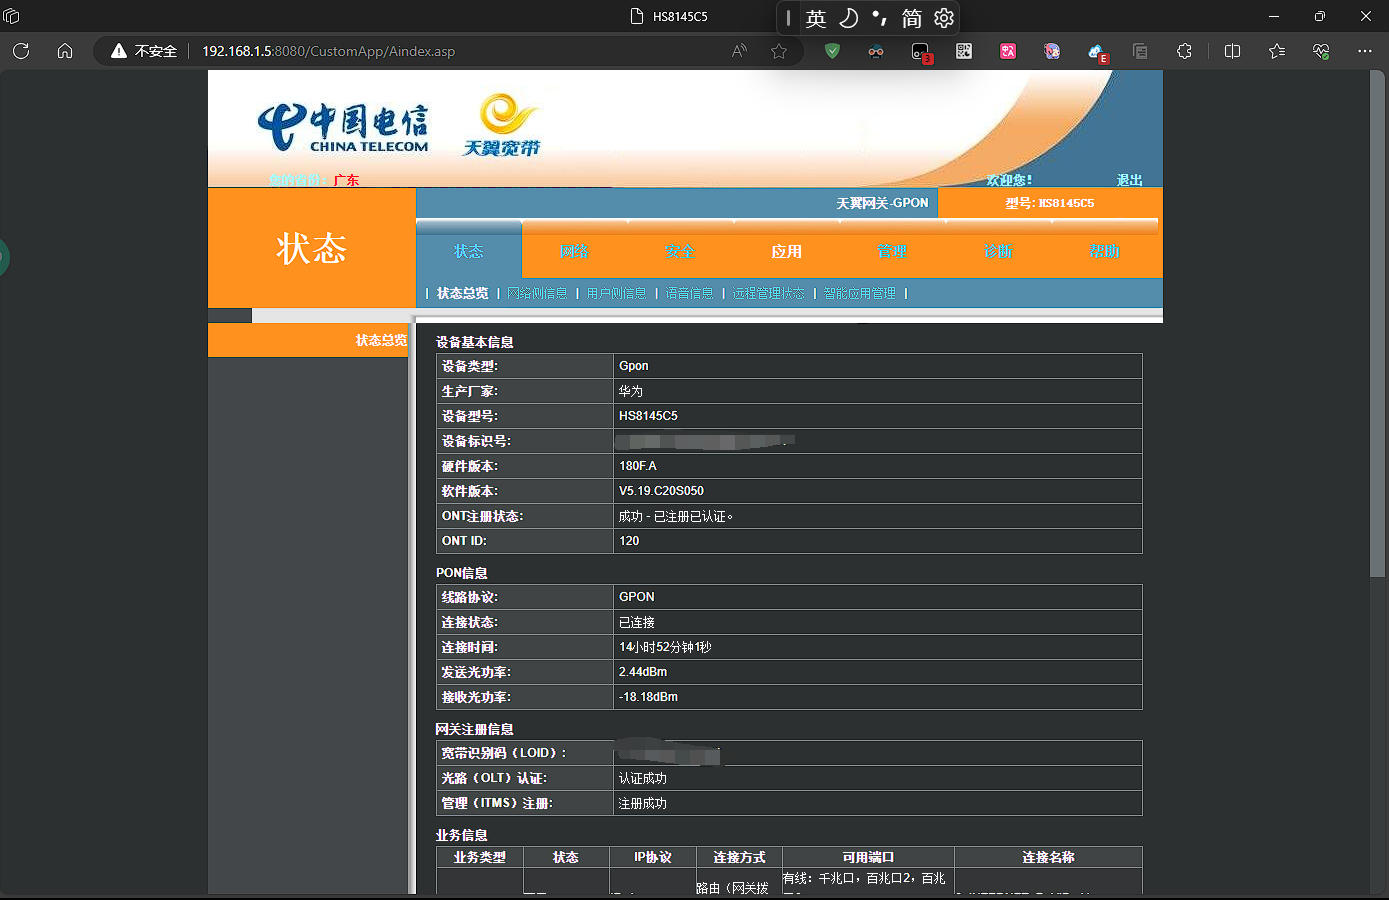 HS8145C5
英 简
不安全 192.168.1.5:8080/CustomApp/Aindex.asp
3
E
中国电信
CHINA TELECOM
天翼宽带
您的省份: 广东
欢迎您! 退出
天翼网关-GPON 型号: HS8145C5
状态
状态 网络 安全 应用 管理 诊断 帮助
| 状态总览 | 网络侧信息 | 用户侧信息 | 语音信息 | 远程管理状态 | 智能应用管理 |
状态总览
设备基本信息
设备类型: Gpon
生产厂家: 华为
设备型号: HS8145C5
设备标识号:
硬件版本: 180F.A
软件版本: V5.19.C20S050
ONT注册状态: 成功 - 已注册已认证。
ONT ID: 120
PON信息
线路协议: GPON
连接状态: 已连接
连接时间: 14小时52分钟1秒
发送光功率: 2.44dBm
接收光功率: -18.18dBm
网关注册信息
宽带识别码（LOID）:
光路（OLT）认证: 认证成功
管理（ITMS）注册: 注册成功
业务信息
业务类型 状态 IP协议 连接方式 可用端口 连接名称
路由（网关拨 有线: 千兆口, 百兆口2, 百兆